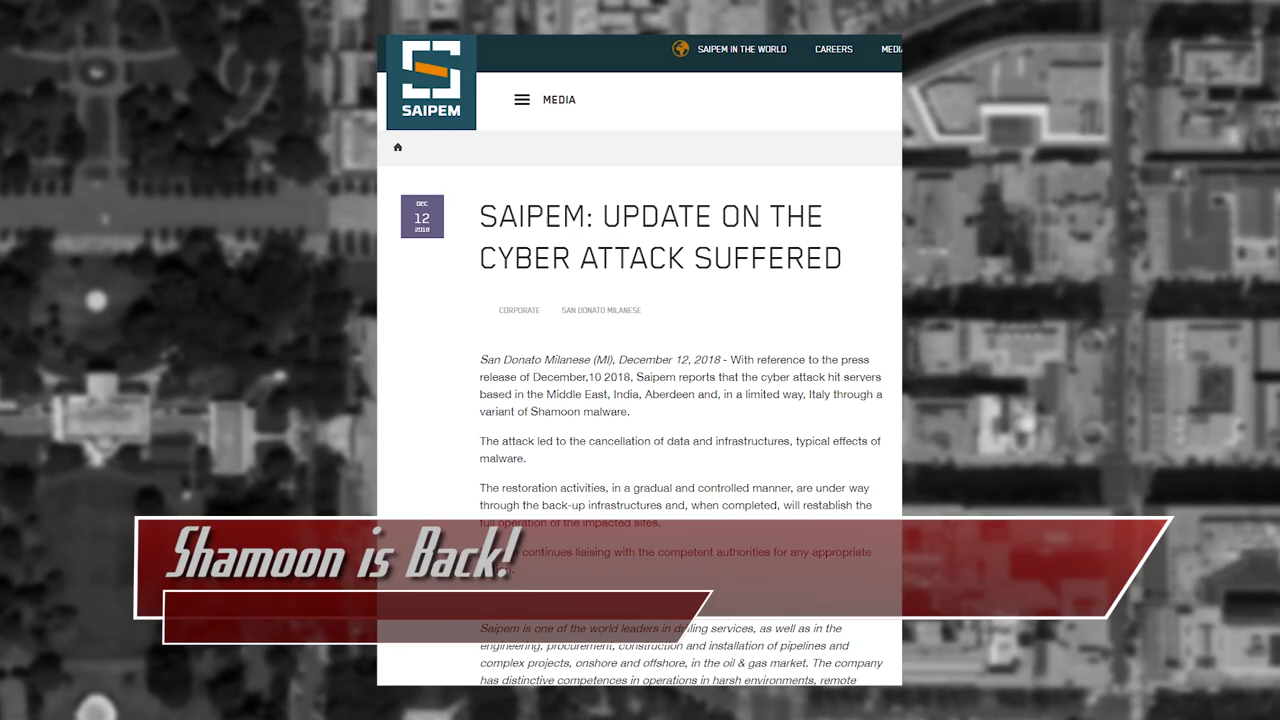 SAIPEM IN THE WORLD CAREERS
SAIPEM
MEDIA
DEC
12
2018
SAIPEM: UPDATE ON THE
CYBER ATTACK SUFFERED
CORPORATE SAN DONATO MILANESE
San Donato Milanese (MI), December 12, 2018 - With reference to the press
release of December,10 2018, Saipem reports that the cyber attack hit servers
based in the Middle East, India, Aberdeen and, in a limited way, Italy through a
variant of Shamoon malware.
The attack led to the cancellation of data and infrastructures, typical effects of
malware.
The restoration activities, in a gradual and controlled manner, are under way
through the back-up infrastructures and, when completed, will restablish the
full operation of the impacted sites.
continues liaising with the competent authorities for any appropriate
Shamoon is Back!
Saipem is one of the world leaders in drilling services, as well as in the
engineering, procurement, construction and installation of pipelines and
complex projects, onshore and offshore, in the oil & gas market. The company
has distinctive competences in operations in harsh environments, remote